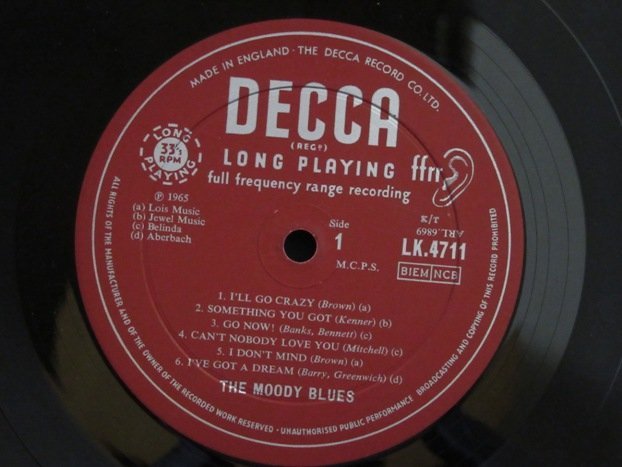 MADE IN ENGLAND · THE DECCA RECORD CO. LTD.
DECCA
(REGD)
LONG PLAYING ffrr
full frequency range recording
LONG PLAYING
33⅓
RPM
℗ 1965
(a) Lois Music
(b) Jewel Music
(c) Belinda
(d) Aberbach
Side
1
M.C.P.S.
K/T
ARL.6869
LK.4711
BIEM NCB
1. I'LL GO CRAZY (Brown) (a)
2. SOMETHING YOU GOT (Kenner) (b)
3. GO NOW! (Banks, Bennett) (c)
4. CAN'T NOBODY LOVE YOU (Mitchell) (c)
5. I DON'T MIND (Brown) (a)
6. I'VE GOT A DREAM (Barry, Greenwich) (d)
THE MOODY BLUES
ALL RIGHTS OF THE MANUFACTURER AND OF THE OWNER OF THE RECORDED WORK RESERVED · UNAUTHORISED PUBLIC PERFORMANCE BROADCASTING AND COPYING OF THIS RECORD PROHIBITED